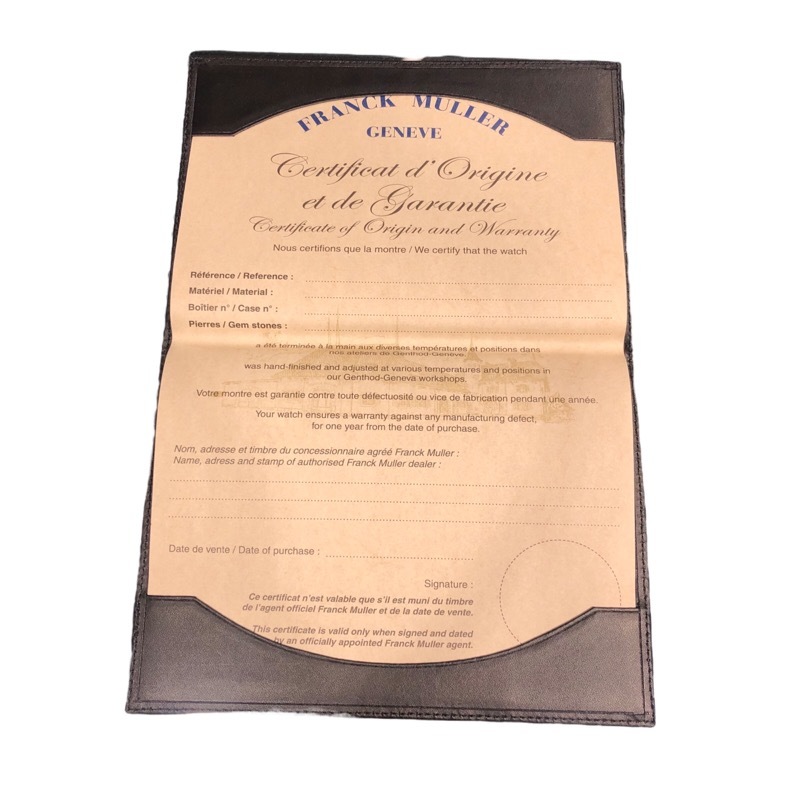 FRANCK MULLER
GENEVE
Certificat d'Origine
et de Garantie
Certificate of Origin and Warranty
Nous certifions que la montre / We certify that the watch
Référence / Reference :
Matériel / Material :
Boîtier n° / Case n° :
Pierres / Gem stones :
a été terminée à la main aux diverses températures et positions dans
nos ateliers de Genthod-Genève.
was hand-finished and adjusted at various temperatures and positions in
our Genthod-Geneva workshops.
Votre montre est garantie contre toute défectuosité ou vice de fabrication pendant une année.
Your watch ensures a warranty against any manufacturing defect,
for one year from the date of purchase.
Nom, adresse et timbre du concessionnaire agréé Franck Muller :
Name, adress and stamp of authorised Franck Muller dealer :
Date de vente / Date of purchase :
Signature :
Ce certificat n'est valable que s'il est muni du timbre
de l'agent officiel Franck Muller et de la date de vente.
This certificate is valid only when signed and dated
by an officially appointed Franck Muller agent.